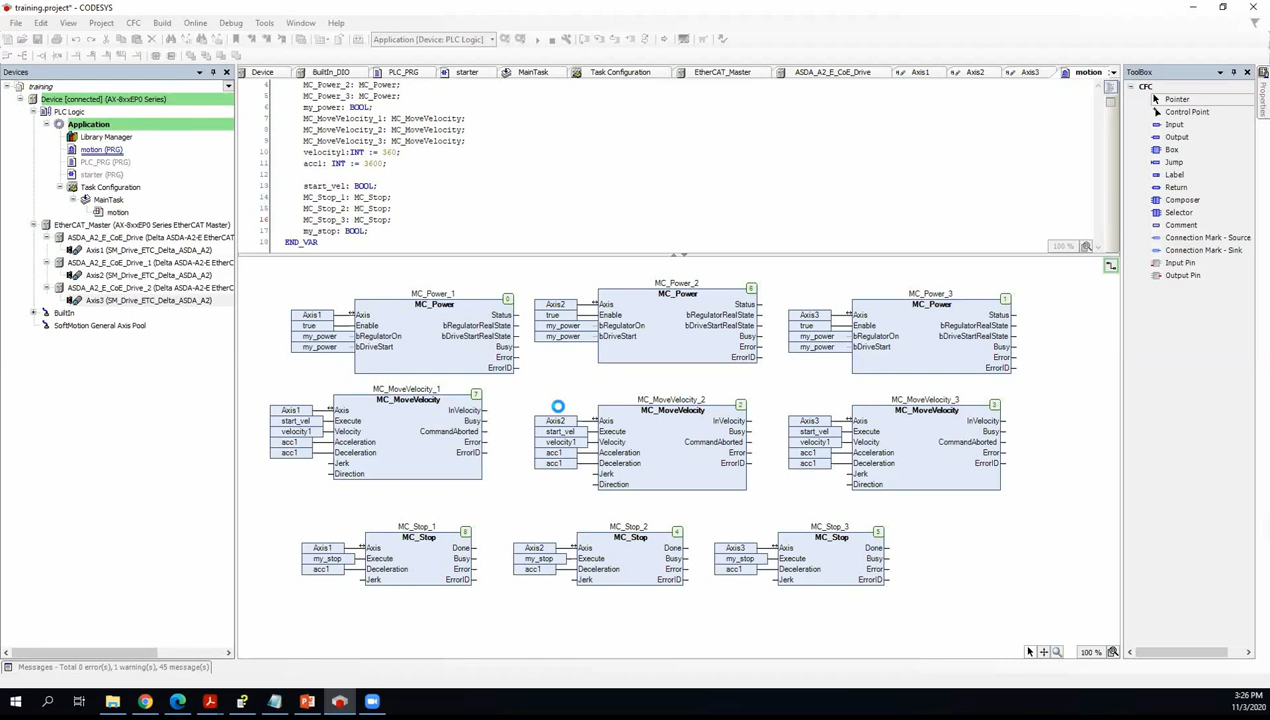 training.project* - CODESYS
File Edit View Project CFC Build Online Debug Tools Window Help
Application [Device: PLC Logic]
Devices
training
Device [connected] (AX-8xxEP0 Series)
PLC Logic
Application
Library Manager
motion (PRG)
PLC_PRG (PRG)
starter (PRG)
Task Configuration
MainTask
motion
EtherCAT_Master (AX-8xxEP0 Series EtherCAT Master)
ASDA_A2_E_CoE_Drive (Delta ASDA-A2-E EtherCAT
Axis1 (SM_Drive_ETC_Delta_ASDA_A2)
ASDA_A2_E_CoE_Drive_1 (Delta ASDA-A2-E EtherC
Axis2 (SM_Drive_ETC_Delta_ASDA_A2)
ASDA_A2_E_CoE_Drive_2 (Delta ASDA-A2-E EtherC
Axis3 (SM_Drive_ETC_Delta_ASDA_A2)
BuiltIn
SoftMotion General Axis Pool
Device BuiltIn_DIO PLC_PRG starter MainTask Task Configuration EtherCAT_Master ASDA_A2_E_CoE_Drive Axis1 Axis2 Axis3 motion
4 MC_Power_2: MC_Power;
5 MC_Power_3: MC_Power;
6 my_power: BOOL;
7 MC_MoveVelocity_1: MC_MoveVelocity;
8 MC_MoveVelocity_2: MC_MoveVelocity;
9 MC_MoveVelocity_3: MC_MoveVelocity;
10 velocity1:INT := 360;
11 acc1: INT := 3600;
12
13 start_vel: BOOL;
14 MC_Stop_1: MC_Stop;
15 MC_Stop_2: MC_Stop;
16 MC_Stop_3: MC_Stop;
17 my_stop: BOOL;
18 END_VAR
100 %
MC_Power_1
MC_Power 0
Axis1 Axis Status
true Enable bRegulatorRealState
my_power bRegulatorOn bDriveStartRealState
my_power bDriveStart Busy
Error
ErrorID
MC_Power_2
MC_Power 6
Axis2 Axis Status
true Enable bRegulatorRealState
my_power bRegulatorOn bDriveStartRealState
my_power bDriveStart Busy
Error
ErrorID
MC_Power_3
MC_Power 1
Axis3 Axis Status
true Enable bRegulatorRealState
my_power bRegulatorOn bDriveStartRealState
my_power bDriveStart Busy
Error
ErrorID
MC_MoveVelocity_1
MC_MoveVelocity 7
Axis1 Axis InVelocity
start_vel Execute Busy
velocity1 Velocity CommandAborted
acc1 Acceleration Error
acc1 Deceleration ErrorID
Jerk
Direction
MC_MoveVelocity_2
MC_MoveVelocity 2
Axis2 Axis InVelocity
start_vel Execute Busy
velocity1 Velocity CommandAborted
acc1 Acceleration Error
acc1 Deceleration ErrorID
Jerk
Direction
MC_MoveVelocity_3
MC_MoveVelocity 3
Axis3 Axis InVelocity
start_vel Execute Busy
velocity1 Velocity CommandAborted
acc1 Acceleration Error
acc1 Deceleration ErrorID
Jerk
Direction
MC_Stop_1
MC_Stop 8
Axis1 Axis Done
my_stop Execute Busy
acc1 Deceleration Error
Jerk ErrorID
MC_Stop_2
MC_Stop 4
Axis2 Axis Done
my_stop Execute Busy
acc1 Deceleration Error
Jerk ErrorID
MC_Stop_3
MC_Stop 5
Axis3 Axis Done
my_stop Execute Busy
acc1 Deceleration Error
Jerk ErrorID
100 %
ToolBox
CFC
Pointer
Control Point
Input
Output
Box
Jump
Label
Return
Composer
Selector
Comment
Connection Mark - Source
Connection Mark - Sink
Input Pin
Output Pin
Properties
Messages - Total 0 error(s), 1 warning(s), 45 message(s)
3:26 PM
11/3/2020